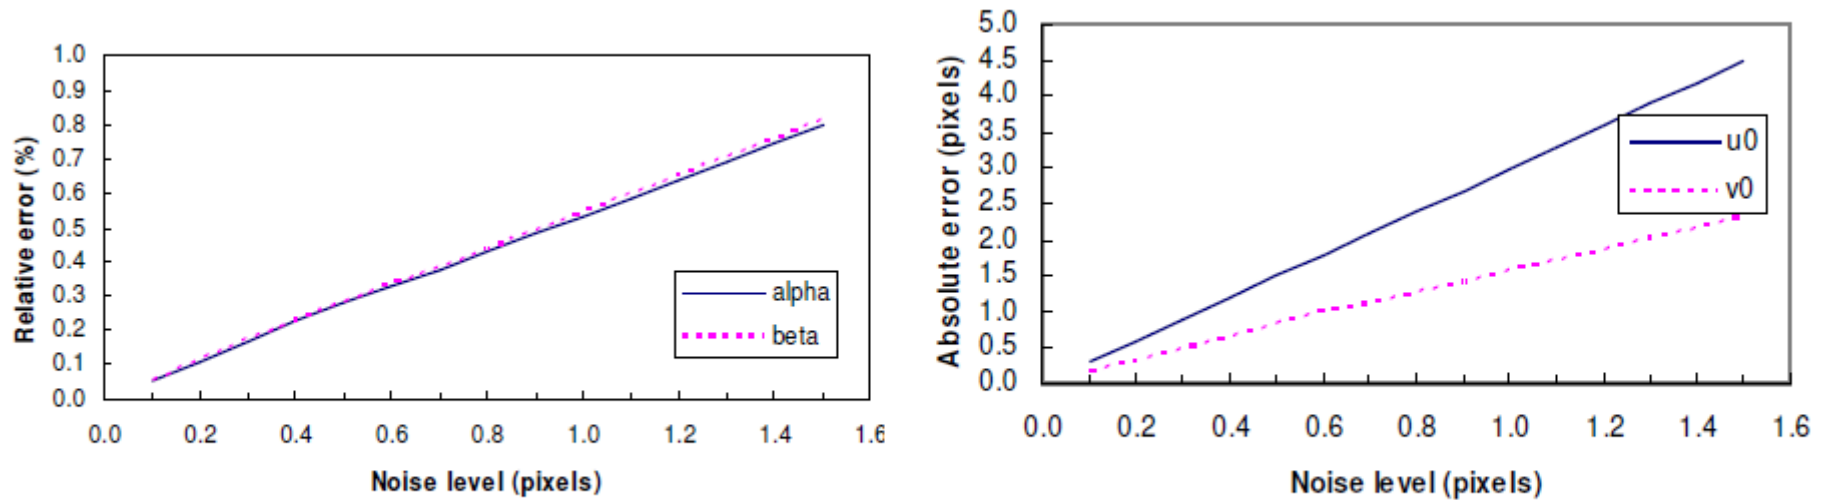 1.0
0.9
0.8
0.7
0.6
0.5
0.4
0.3
0.2
0.1
0.0
Relative error (%)
0.0 0.2 0.4 0.6 0.8 1.0 1.2 1.4 1.6
Noise level (pixels)
alpha
beta
5.0
4.5
4.0
3.5
3.0
2.5
2.0
1.5
1.0
0.5
0.0
Absolute error (pixels)
0.0 0.2 0.4 0.6 0.8 1.0 1.2 1.4 1.6
Noise level (pixels)
u0
v0